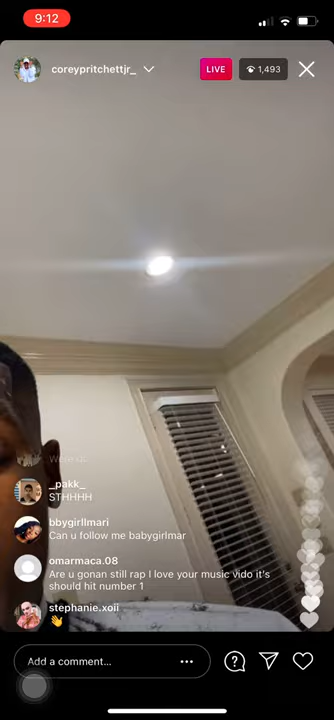 9:12
coreypritchettjr_
LIVE
1,493
_pakk_
STHHHH
bbygirllmari
Can you follow me babygirlmar
omarmaca.08
Are u gonan still rap I love your music vido it's
should hit number 1
stephanie.xoii
👋
Add a comment...